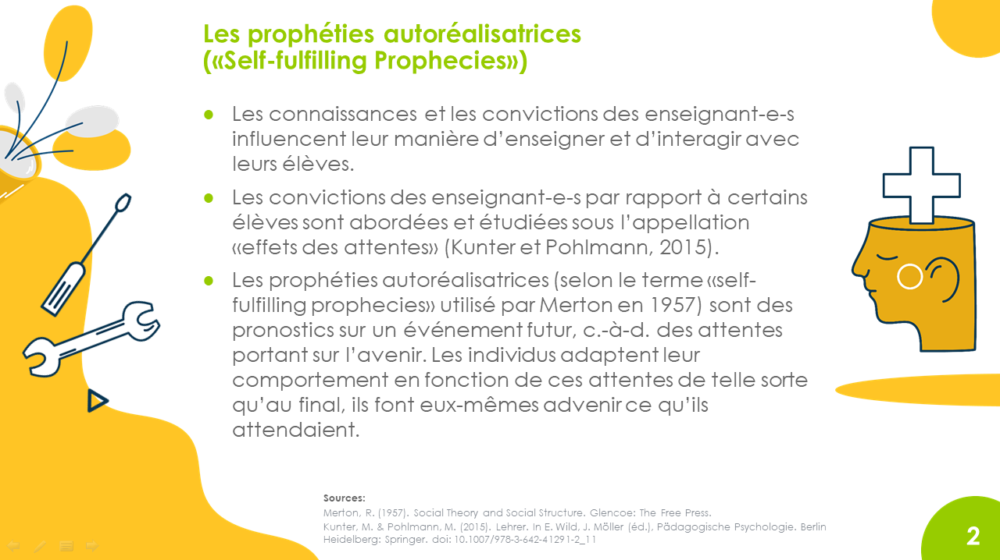 Les prophéties autoréalisatrices
(«Self-fulfilling Prophecies»)
● Les connaissances et les convictions des enseignant-e-s
influencent leur manière d’enseigner et d’interagir avec
leurs élèves.
● Les convictions des enseignant-e-s par rapport à certains
élèves sont abordées et étudiées sous l’appellation
«effets des attentes» (Kunter et Pohlmann, 2015).
● Les prophéties autoréalisatrices (selon le terme «self-
fulfilling prophecies» utilisé par Merton en 1957) sont des
pronostics sur un événement futur, c.-à-d. des attentes
portant sur l’avenir. Les individus adaptent leur
comportement en fonction de ces attentes de telle sorte
qu’au final, ils font eux-mêmes advenir ce qu’ils
attendaient.
Sources:
Merton, R. (1957). Social Theory and Social Structure. Glencoe: The Free Press.
Kunter, M. & Pohlmann, M. (2015). Lehrer. In E. Wild, J. Möller (éd.), Pädagogische Psychologie. Berlin
Heidelberg: Springer. doi: 10.1007/978-3-642-41291-2_11
2